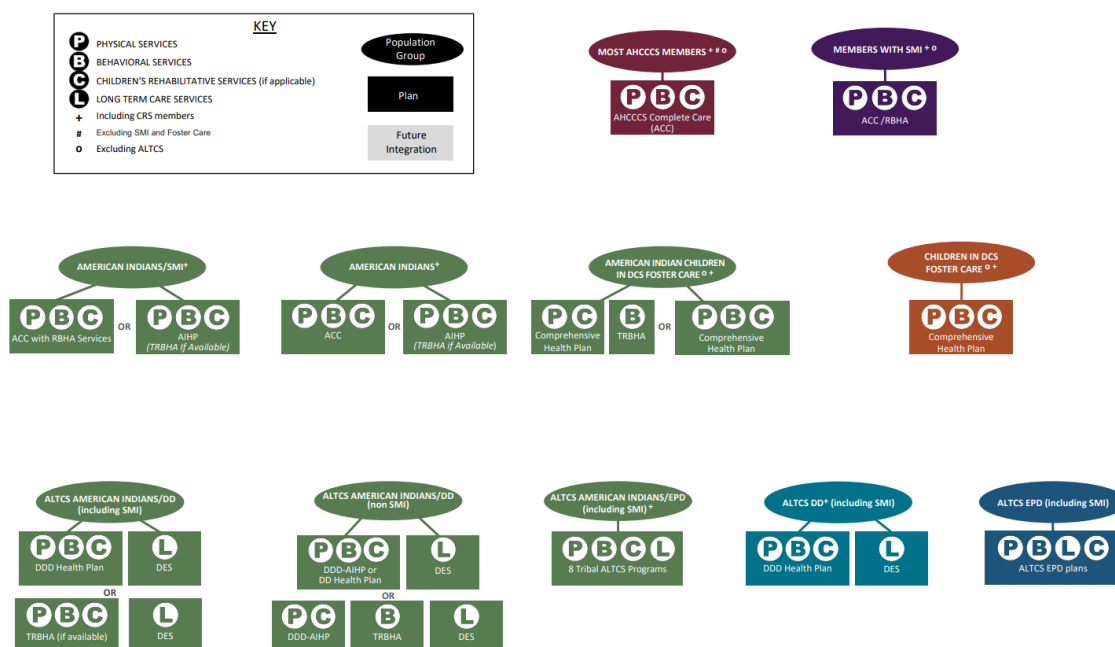 KEY
P PHYSICAL SERVICES
B BEHAVIORAL SERVICES
C CHILDREN'S REHABILITATIVE SERVICES (if applicable)
L LONG TERM CARE SERVICES
+ Including CRS members
# Excluding SMI and Foster Care
o Excluding ALTCS
Population
Group
Plan
Future
Integration
MOST AHCCCS MEMBERS + # o
P B C
AHCCCS Complete Care
(ACC)
MEMBERS WITH SMI + o
P B C
ACC /RBHA
AMERICAN INDIANS/SMI+
P B C
ACC with RBHA Services
OR
P B C
AIHP
(TRBHA If Available)
AMERICAN INDIANS+
P B C
ACC
OR
P B C
AIHP
(TRBHA if Available)
AMERICAN INDIAN CHILDREN
IN DCS FOSTER CARE o +
P C
Comprehensive
Health Plan
B
TRBHA
OR
P B C
Comprehensive
Health Plan
CHILDREN IN DCS
FOSTER CARE o +
P B C
Comprehensive
Health Plan
ALTCS AMERICAN INDIANS/DD
(including SMI)
P B C
DDD Health Plan
L
DES
OR
P B C
TRBHA (if available)
L
DES
ALTCS AMERICAN INDIANS/DD
(non SMI)
P B C
DDD-AIHP or
DD Health Plan
L
DES
OR
P C
DDD-AIHP
B
TRBHA
L
DES
ALTCS AMERICAN INDIANS/EPD
(including SMI) +
P B C L
8 Tribal ALTCS Programs
ALTCS DD+ (including SMI)
P B C
DDD Health Plan
L
DES
ALTCS EPD (including SMI)
P B L C
ALTCS EPD plans